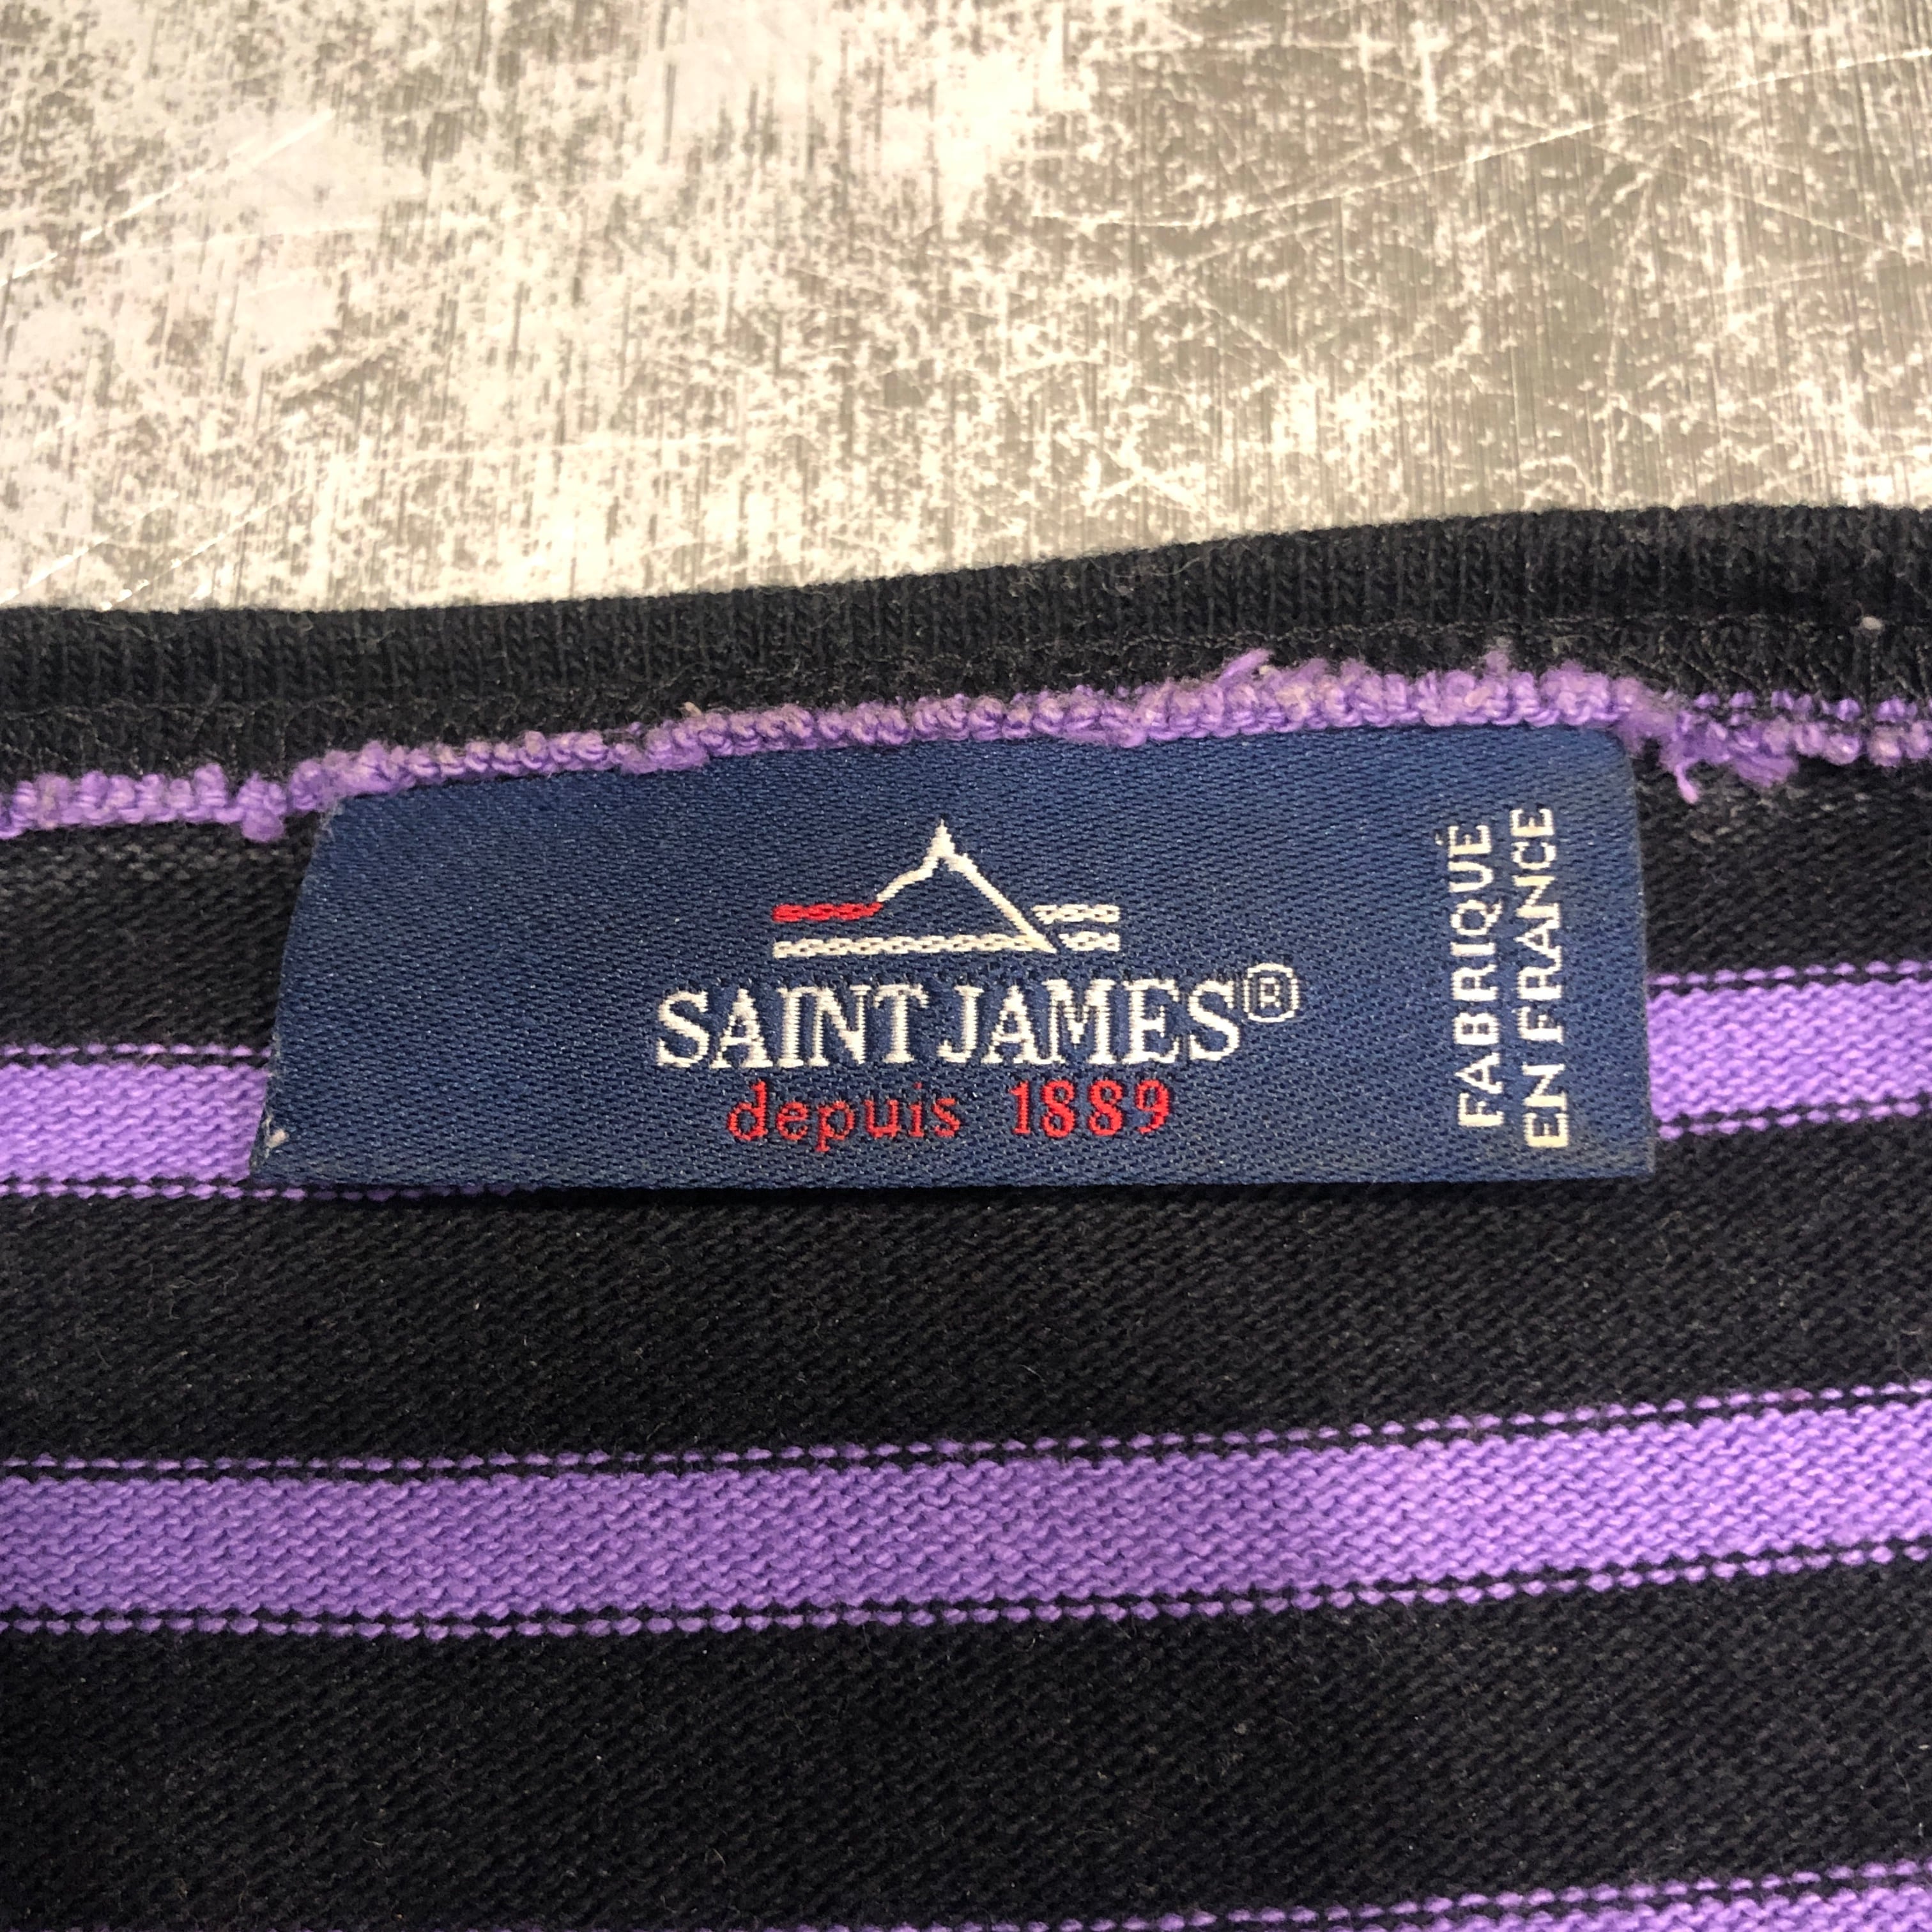 SAINT JAMES®
depuis 1889
FABRIQUÉ
EN FRANCE